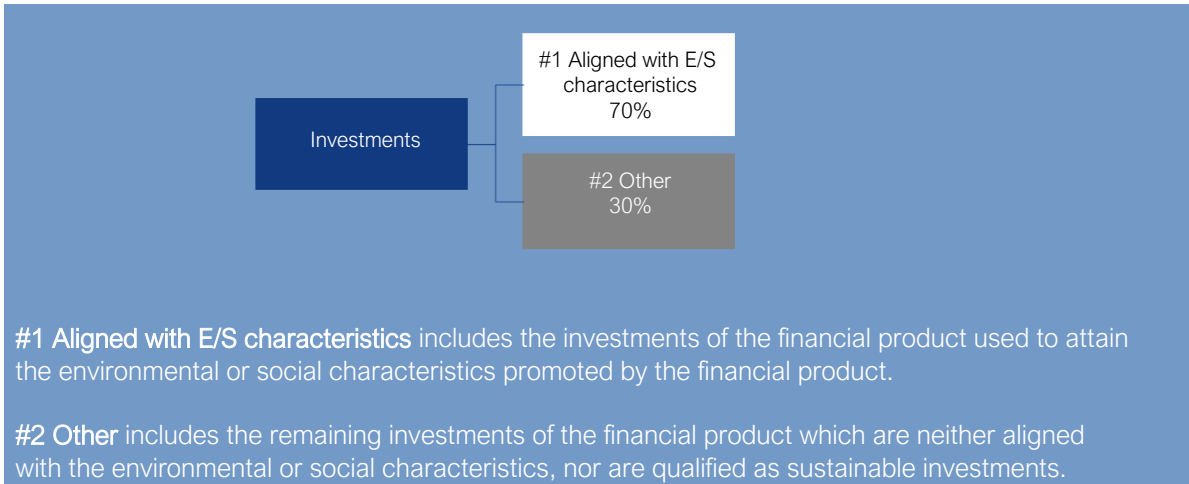 #1 Aligned with E/S
characteristics
70%
Investments
#2 Other
30%
#1 Aligned with E/S characteristics includes the investments of the financial product used to attain
the environmental or social characteristics promoted by the financial product.
#2 Other includes the remaining investments of the financial product which are neither aligned
with the environmental or social characteristics, nor are qualified as sustainable investments.